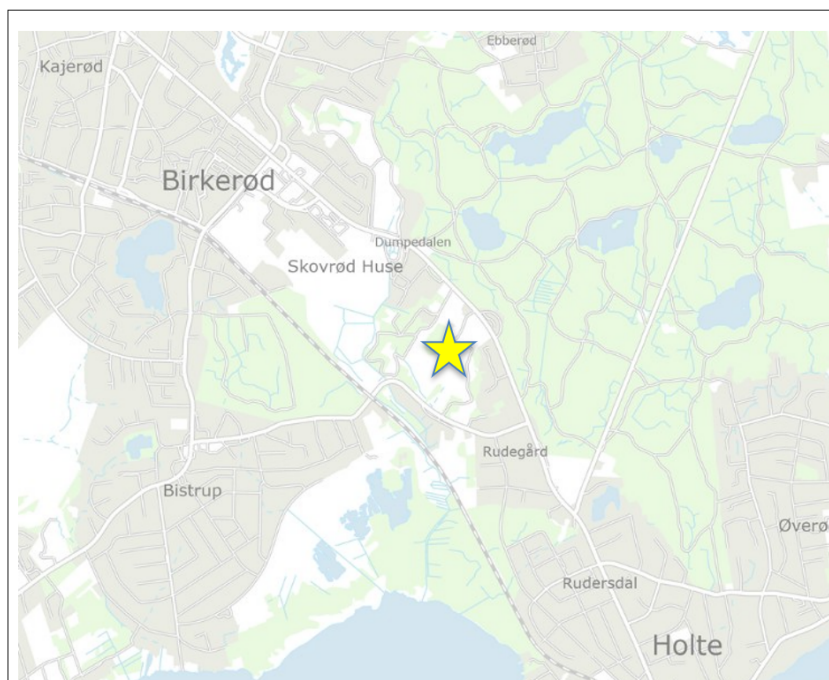 Ebberød
Kajerød
Birkerød
Dumpedalen
Skovrød Huse
Rudegård
Bistrup
Øverø
Rudersdal
Holte